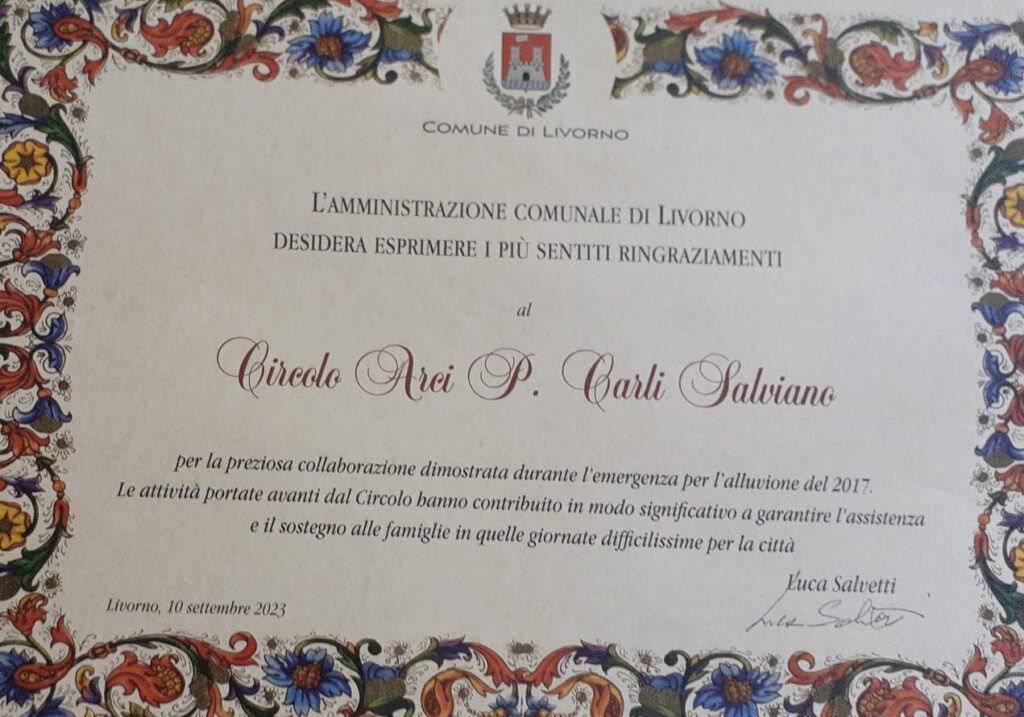 COMUNE DI LIVORNO
L'AMMINISTRAZIONE COMUNALE DI LIVORNO
DESIDERA ESPRIMERE I PIÙ SENTITI RINGRAZIAMENTI
al
Circolo Arci P. Carli Salviano
per la preziosa collaborazione dimostrata durante l'emergenza per l'alluvione del 2017.
Le attività portate avanti dal Circolo hanno contribuito in modo significativo a garantire l'assistenza
e il sostegno alle famiglie in quelle giornate difficilissime per la città
Luca Salvetti
Livorno, 10 settembre 2023